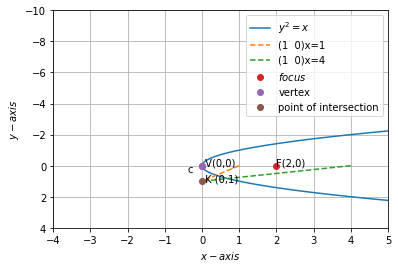 −10
−8
−6
−4
−2
0
2
4
y − axis
−4 −3 −2 −1 0 1 2 3 4 5
x − axis
y² = x
(1 0)x=1
(1 0)x=4
focus
vertex
point of intersection
V(0,0)
F(2,0)
c
K (0,1)